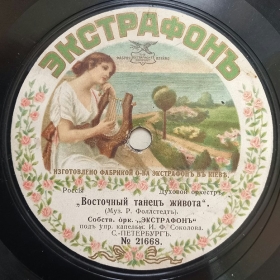 ЭКСТРАФОНЪ
ИЗГОТОВЛЕНО ФАБРИКОЙ О-ВА ЭКСТРАФОНЪ ВЪ КІЕВѢ.
Россія Духовой оркестръ
„Восточный танецъ живота“.
(Муз. Р. Фоллстедтъ).
Собств. орк. „ЭКСТРАФОНЪ“
подъ упр. капельм. И. Ф. Соколова.
С.-ПЕТЕРБУРГЪ.
№ 21668.